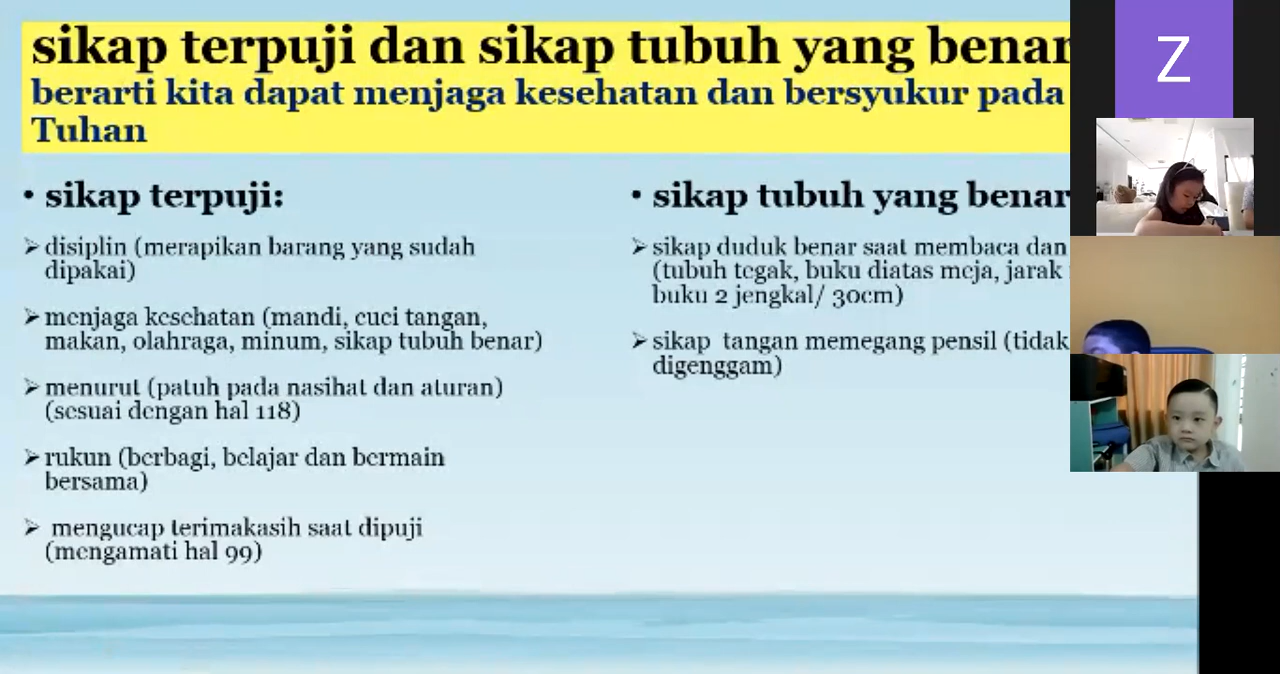 sikap terpuji dan sikap tubuh yang benar
berarti kita dapat menjaga kesehatan dan bersyukur pada
Tuhan
• sikap terpuji:
➢ disiplin (merapikan barang yang sudah
dipakai)
➢ menjaga kesehatan (mandi, cuci tangan,
makan, olahraga, minum, sikap tubuh benar)
➢ menurut (patuh pada nasihat dan aturan)
(sesuai dengan hal 118)
➢ rukun (berbagi, belajar dan bermain
bersama)
➢ mengucap terimakasih saat dipuji
(mengamati hal 99)
• sikap tubuh yang benar
➢ sikap duduk benar saat membaca dan
(tubuh tegak, buku diatas meja, jarak
buku 2 jengkal/ 30cm)
➢ sikap tangan memegang pensil (tidak
digenggam)
Z